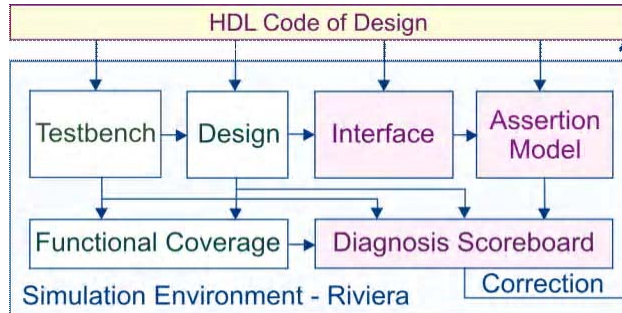 HDL Code of Design
Testbench
Design
Interface
Assertion
Model
Functional Coverage
Diagnosis Scoreboard
Correction
Simulation Environment - Riviera